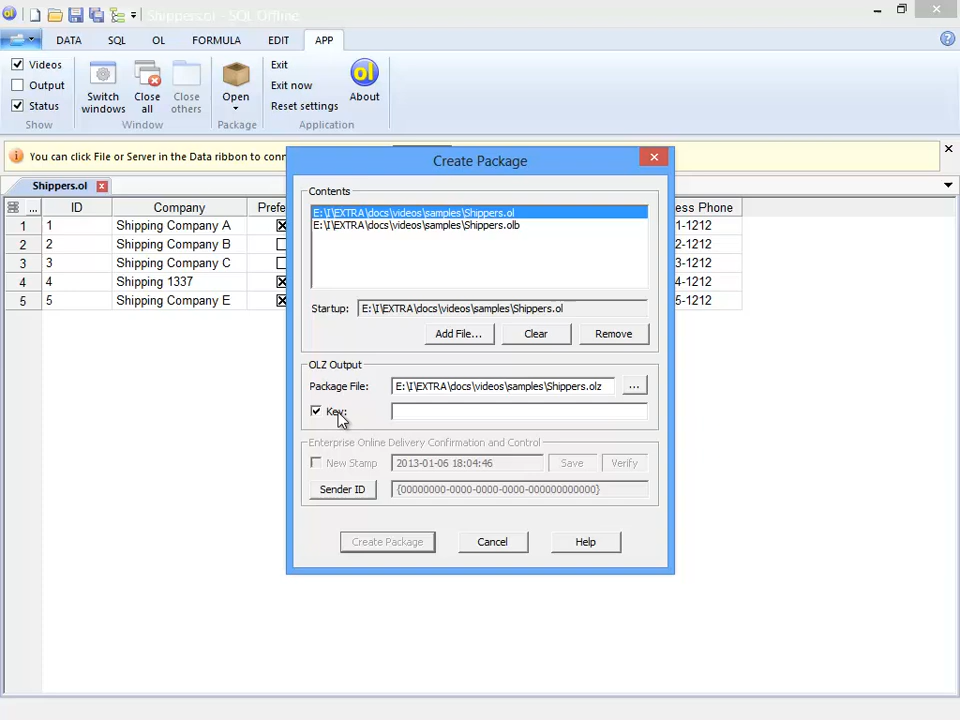 ol Shippers.ol - SQL Offline
DATA SQL OL FORMULA EDIT APP
Videos
Output
Status
Show
Switch windows
Close all
Close others
Window
Open
Package
Exit
Exit now
Reset settings
ol
About
Application
You can click File or Server in the Data ribbon to conn
Shippers.ol
... ID Company Prefe ess Phone
1 1 Shipping Company A 1-1212
2 2 Shipping Company B 2-1212
3 3 Shipping Company C 3-1212
4 4 Shipping 1337 4-1212
5 5 Shipping Company E 5-1212
Create Package
Contents
E:\I\EXTRA\docs\videos\samples\Shippers.ol
E:\I\EXTRA\docs\videos\samples\Shippers.olb
Startup: E:\I\EXTRA\docs\videos\samples\Shippers.ol
Add File... Clear Remove
OLZ Output
Package File: E:\I\EXTRA\docs\videos\samples\Shippers.olz ...
Key:
Enterprise Online Delivery Confirmation and Control
New Stamp 2013-01-06 18:04:46 Save Verify
Sender ID {00000000-0000-0000-0000-000000000000}
Create Package Cancel Help